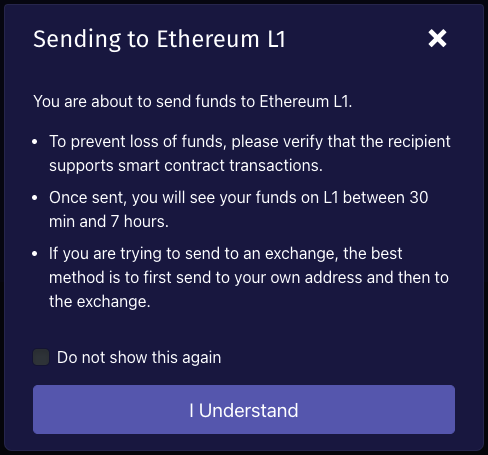 Sending to Ethereum L1
You are about to send funds to Ethereum L1.
• To prevent loss of funds, please verify that the recipient
supports smart contract transactions.
• Once sent, you will see your funds on L1 between 30
min and 7 hours.
• If you are trying to send to an exchange, the best
method is to first send to your own address and then to
the exchange.
Do not show this again
I Understand